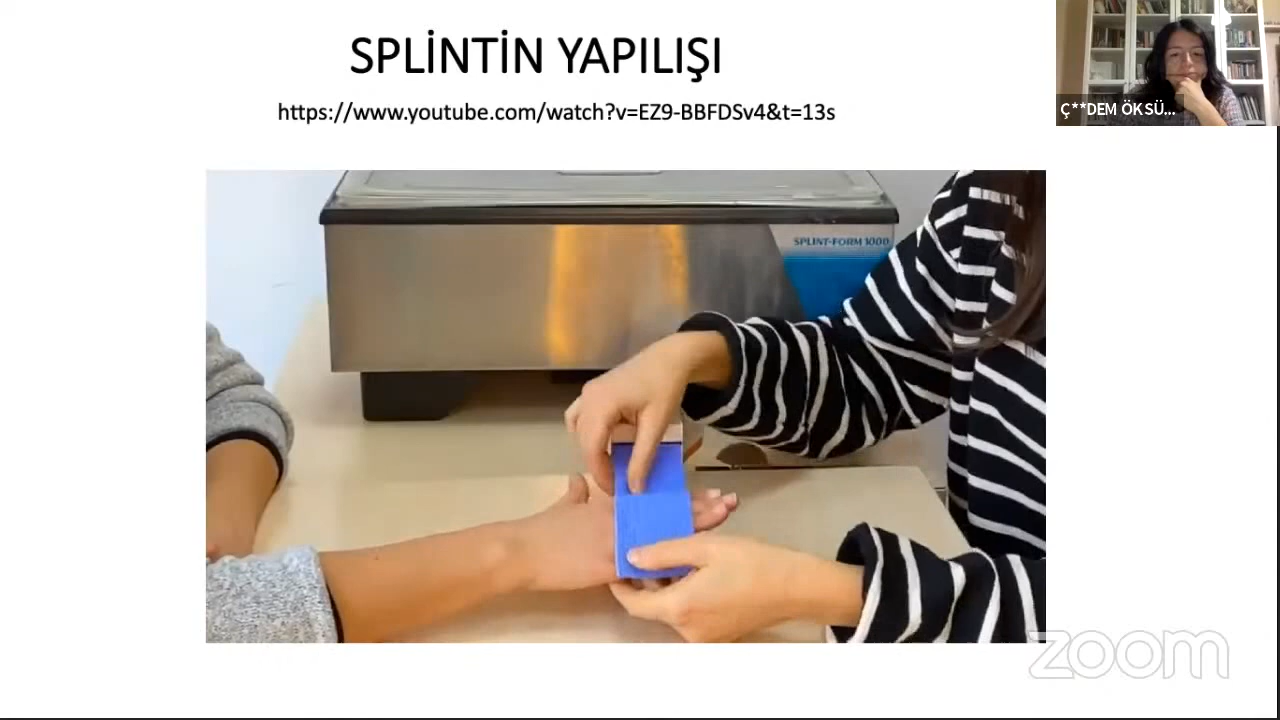 SPLİNTİN YAPILIŞI
https://www.youtube.com/watch?v=EZ9-BBFDSv4&t=13s
Ç**DEM ÖKSÜ...
SPLINT-FORM 1000
zoom